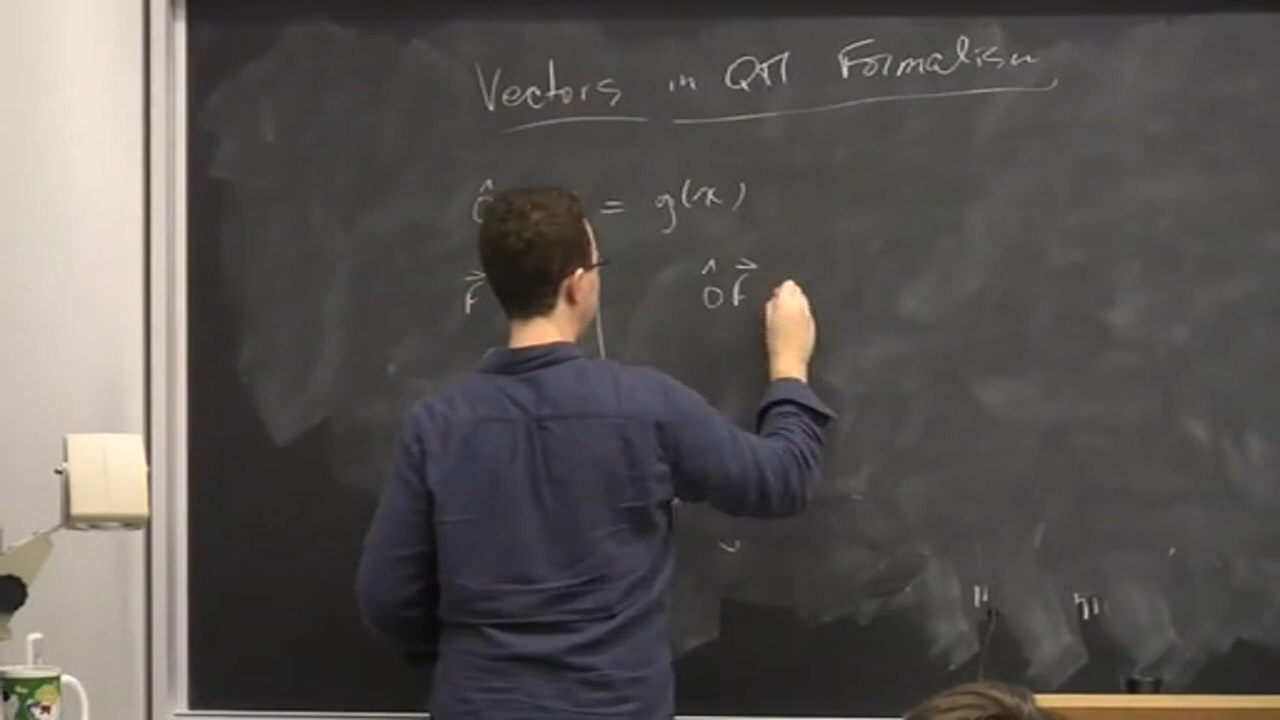 Vectors in QM Formalism
Ô = g(x)
f⃗ Ô f⃗